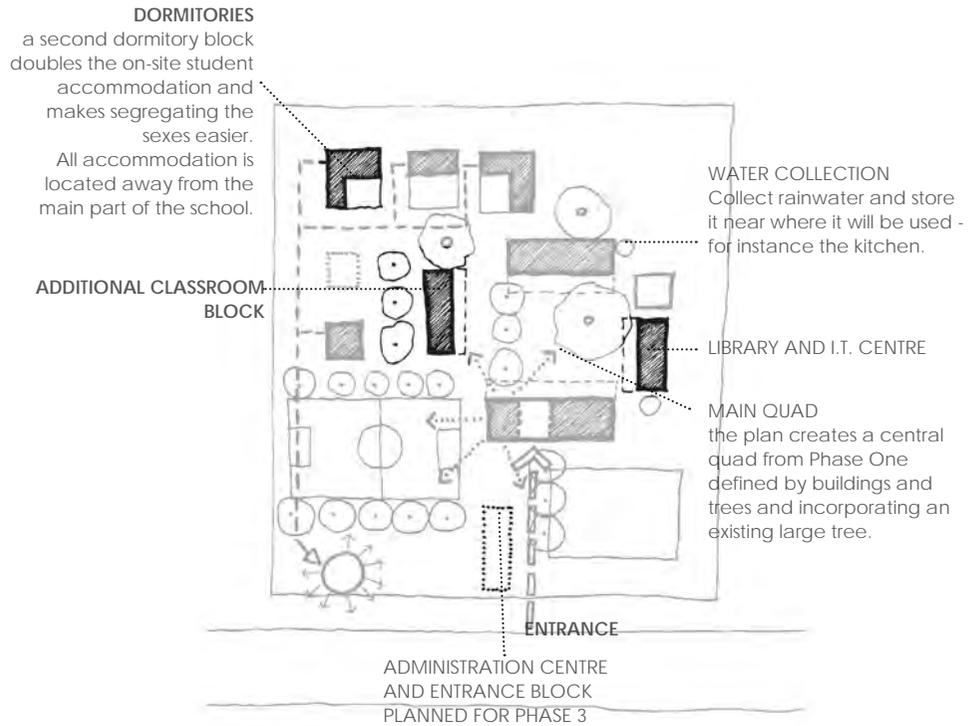 DORMITORIES
a second dormitory block
doubles the on-site student
accommodation and
makes segregating the
sexes easier.
All accommodation is
located away from the
main part of the school.
ADDITIONAL CLASSROOM
BLOCK
WATER COLLECTION
Collect rainwater and store
it near where it will be used -
for instance the kitchen.
LIBRARY AND I.T. CENTRE
MAIN QUAD
the plan creates a central
quad from Phase One
defined by buildings and
trees and incorporating an
existing large tree.
ENTRANCE
ADMINISTRATION CENTRE
AND ENTRANCE BLOCK
PLANNED FOR PHASE 3